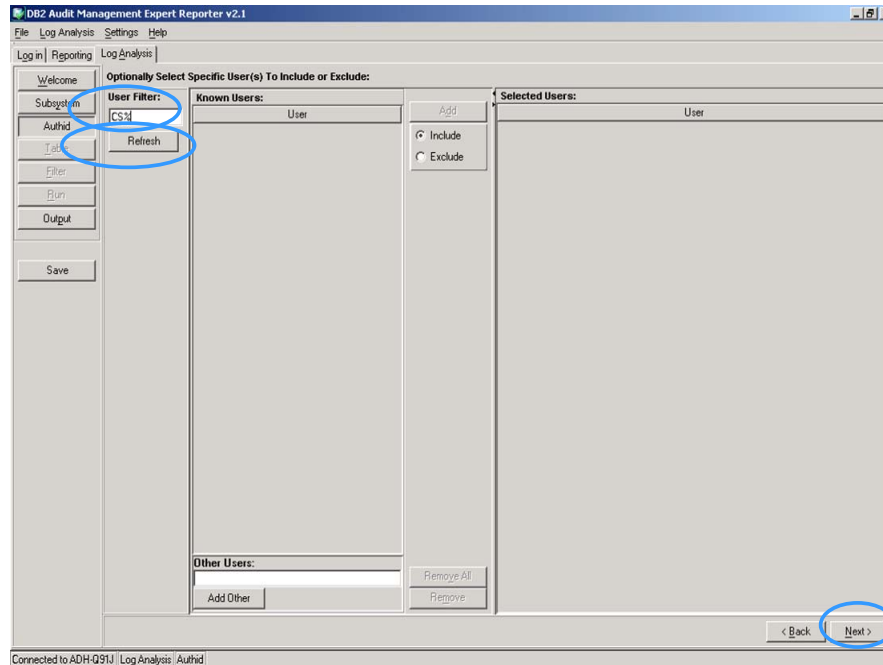 DB2 Audit Management Expert Reporter v2.1
File Log Analysis Settings Help
Log in Reporting Log Analysis
Welcome
Subsystem
Authid
Table
Filter
Run
Output
Save
Optionally Select Specific User(s) To Include or Exclude:
User Filter:
CS%
Refresh
Known Users:
User
Other Users:
Add Other
Add
Include
Exclude
Remove All
Remove
Selected Users:
User
< Back Next >
Connected to ADH-Q91J Log Analysis Authid